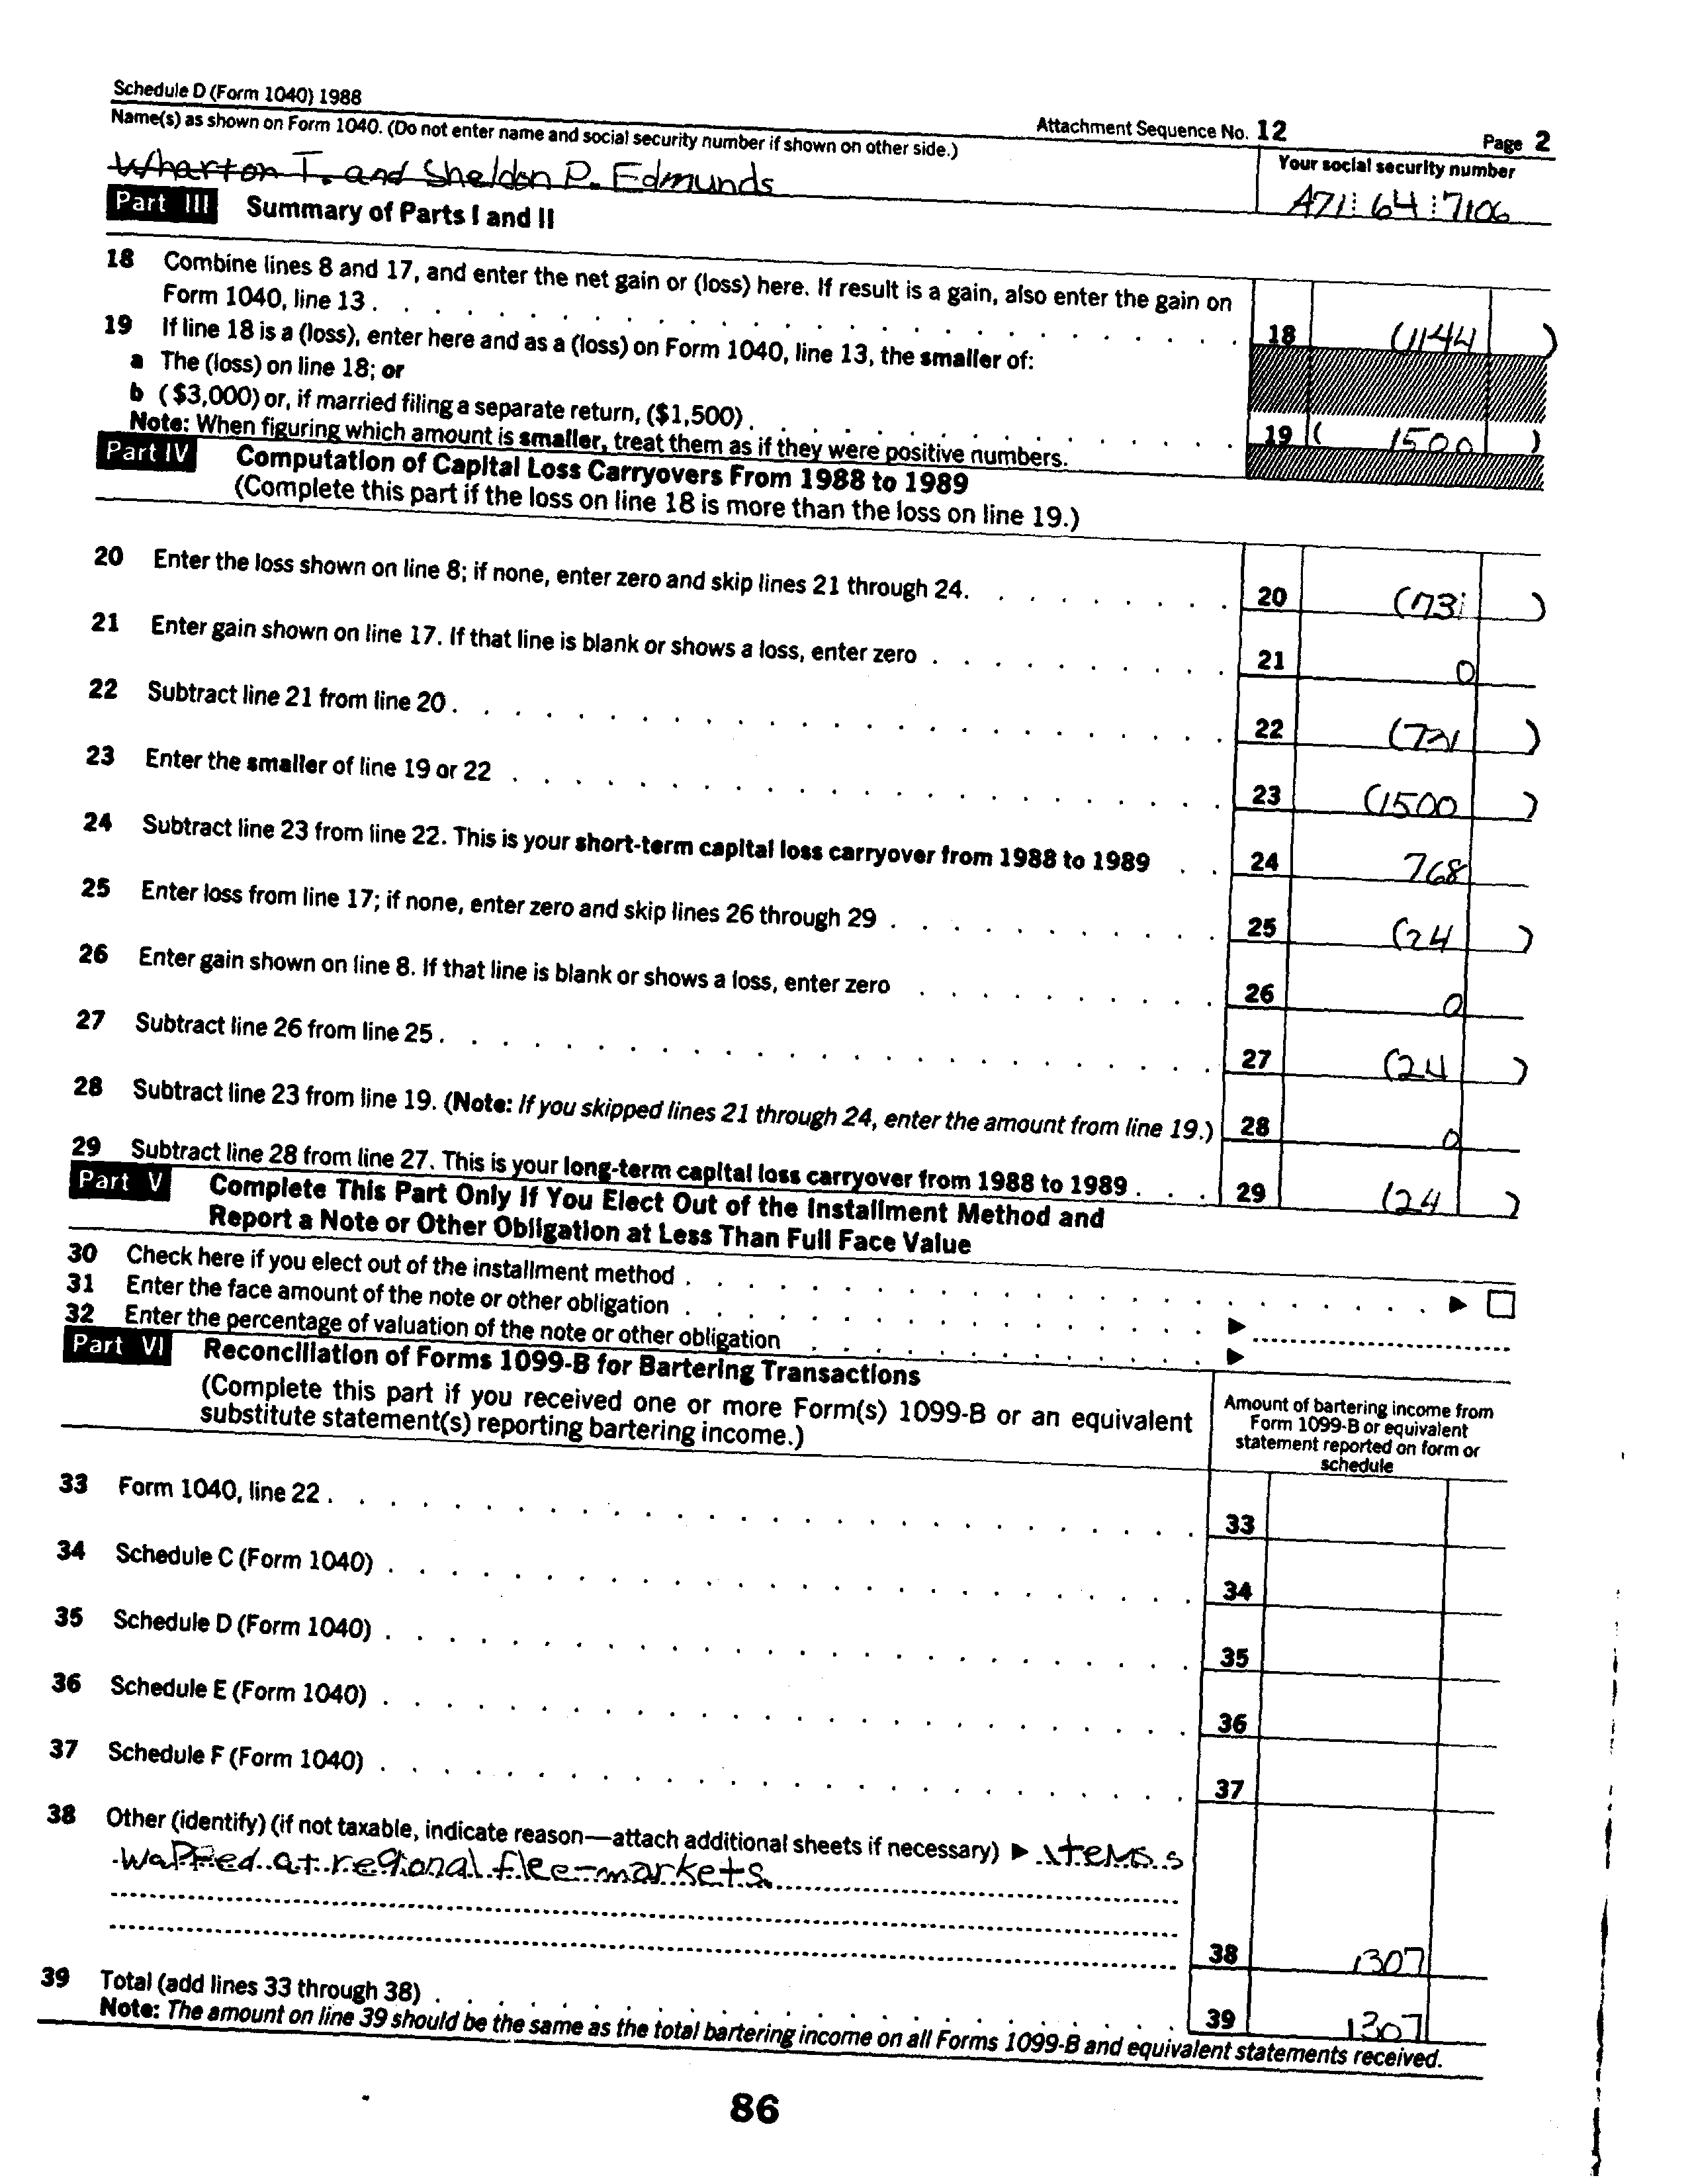 Schedule D (Form 1040) 1988
Attachment Sequence No. 12
Page 2
Name(s) as shown on Form 1040. (Do not enter name and social security number if shown on other side.)
Your social security number
Wharton T. and Sheldon P. Edmunds
A71 64 7106
Part III Summary of Parts I and II
18 Combine lines 8 and 17, and enter the net gain or (loss) here. If result is a gain, also enter the gain on
Form 1040, line 13 . 18 (1144 )
19 If line 18 is a (loss), enter here and as a (loss) on Form 1040, line 13, the smaller of:
a The (loss) on line 18; or
b ($3,000) or, if married filing a separate return, ($1,500) . 19 ( 1500 )
Note: When figuring which amount is smaller, treat them as if they were positive numbers.
Part IV Computation of Capital Loss Carryovers From 1988 to 1989
(Complete this part if the loss on line 18 is more than the loss on line 19.)
20 Enter the loss shown on line 8; if none, enter zero and skip lines 21 through 24. 20
21 Enter gain shown on line 17. If that line is blank or shows a loss, enter zero . 21 0
22 Subtract line 21 from line 20 . 22
23 Enter the smaller of line 19 or 22 . 23 (1500 )
24 Subtract line 23 from line 22. This is your short-term capital loss carryover from 1988 to 1989 . 24 768
25 Enter loss from line 17; if none, enter zero and skip lines 26 through 29 . 25 (24 )
26 Enter gain shown on line 8. If that line is blank or shows a loss, enter zero . 26 0
27 Subtract line 26 from line 25 . 27 (24 )
28 Subtract line 23 from line 19. (Note: If you skipped lines 21 through 24, enter the amount from line 19.) 28 0
29 Subtract line 28 from line 27. This is your long-term capital loss carryover from 1988 to 1989 . 29 (24 )
Part V Complete This Part Only If You Elect Out of the Installment Method and
Report a Note or Other Obligation at Less Than Full Face Value
30 Check here if you elect out of the installment method .
31 Enter the face amount of the note or other obligation .
32 Enter the percentage of valuation of the note or other obligation
Part VI Reconciliation of Forms 1099-B for Bartering Transactions
(Complete this part if you received one or more Form(s) 1099-B or an equivalent
substitute statement(s) reporting bartering income.)
Amount of bartering income from
Form 1099-B or equivalent
statement reported on form or
schedule
33 Form 1040, line 22 . 33
34 Schedule C (Form 1040) . 34
35 Schedule D (Form 1040) . 35
36 Schedule E (Form 1040) . 36
37 Schedule F (Form 1040) . 37
38 Other (identify) (if not taxable, indicate reason—attach additional sheets if necessary) ▶ items s
wapped at regional flee-markets.
38 1307
39 Total (add lines 33 through 38) . 39 1307
Note: The amount on line 39 should be the same as the total bartering income on all Forms 1099-B and equivalent statements received.
86